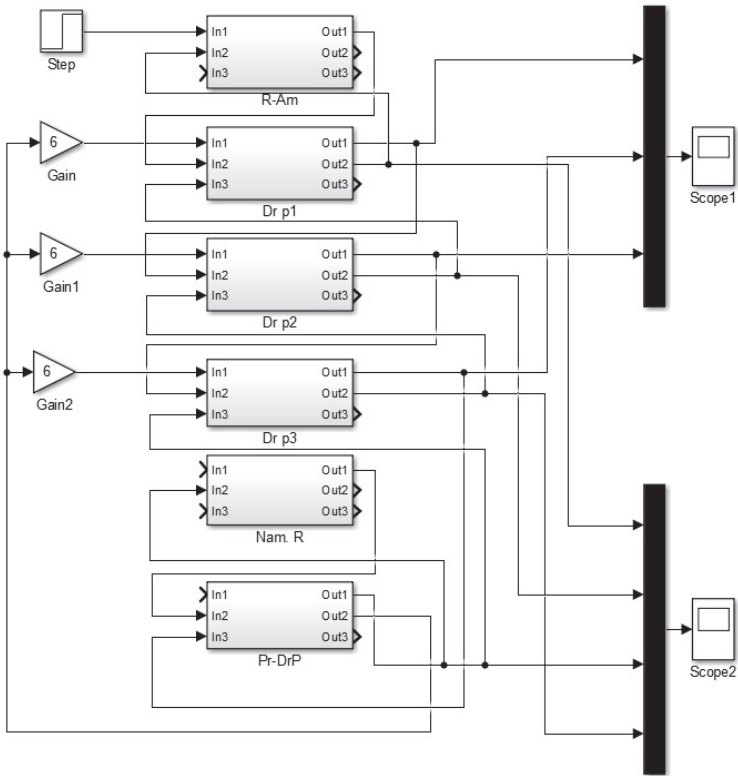 Step
In1
In2
In3
Out1
Out2
Out3
R-Am
6
Gain
In1
In2
In3
Out1
Out2
Out3
Dr p1
Scope1
6
Gain1
In1
In2
In3
Out1
Out2
Out3
Dr p2
6
Gain2
In1
In2
In3
Out1
Out2
Out3
Dr p3
In1
In2
In3
Out1
Out2
Out3
Nam. R
In1
In2
In3
Out1
Out2
Out3
Pr-DrP
Scope2